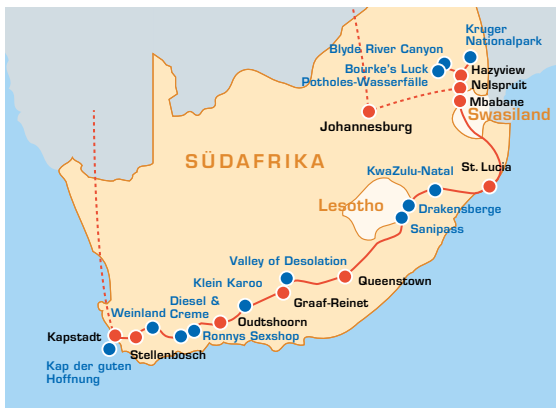 Kruger
Nationalpark
Blyde River Canyon
Bourke's Luck
Potholes-Wasserfälle
Hazyview
Nelspruit
Mbabane
Swasiland
Johannesburg
SÜDAFRIKA
St. Lucia
KwaZulu-Natal
Lesotho
Drakensberge
Sanipass
Valley of Desolation
Queenstown
Klein Karoo
Graaf-Reinet
Diesel &
Creme
Weinland
Oudtshoorn
Ronnys Sexshop
Kapstadt
Stellenbosch
Kap der guten
Hoffnung